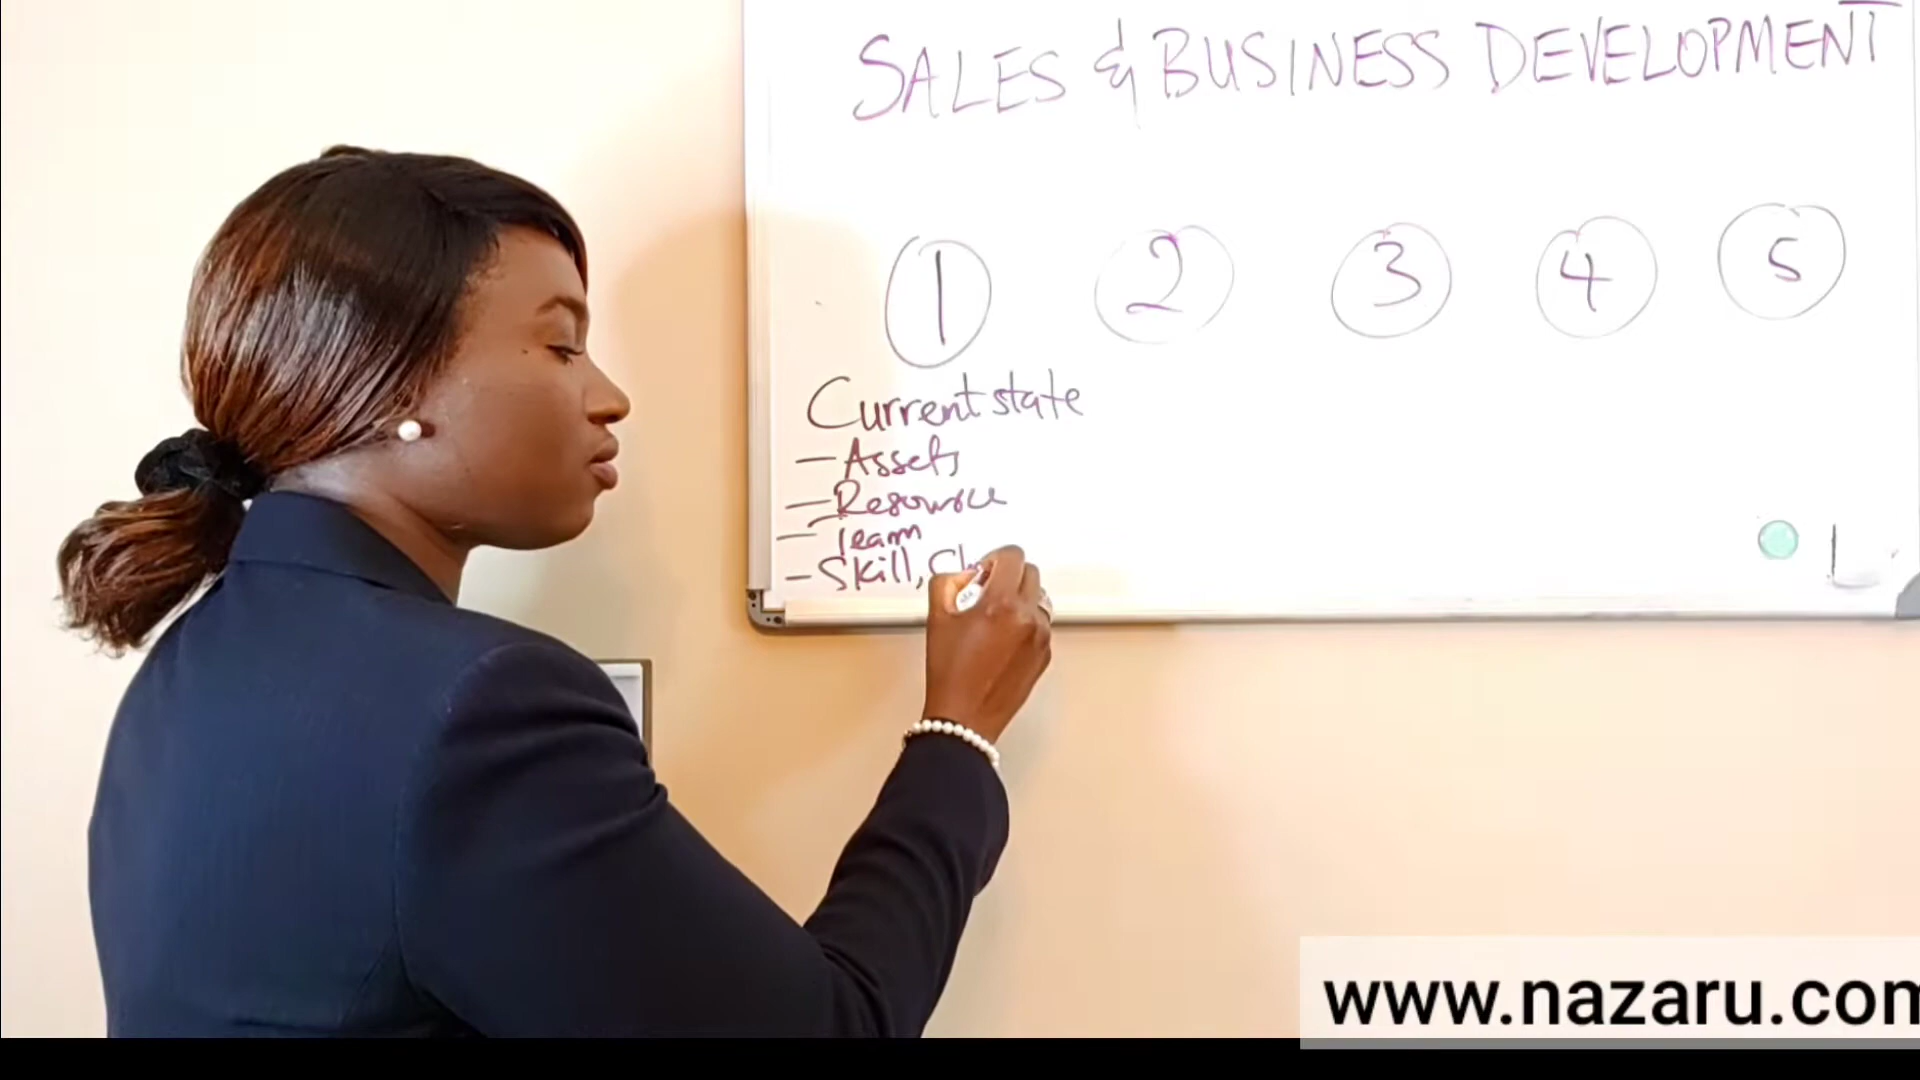 SALES & BUSINESS DEVELOPMENT
1 2 3 4 5
Current state
- Assets
- Resource
- Team
- Skill,
www.nazaru.com